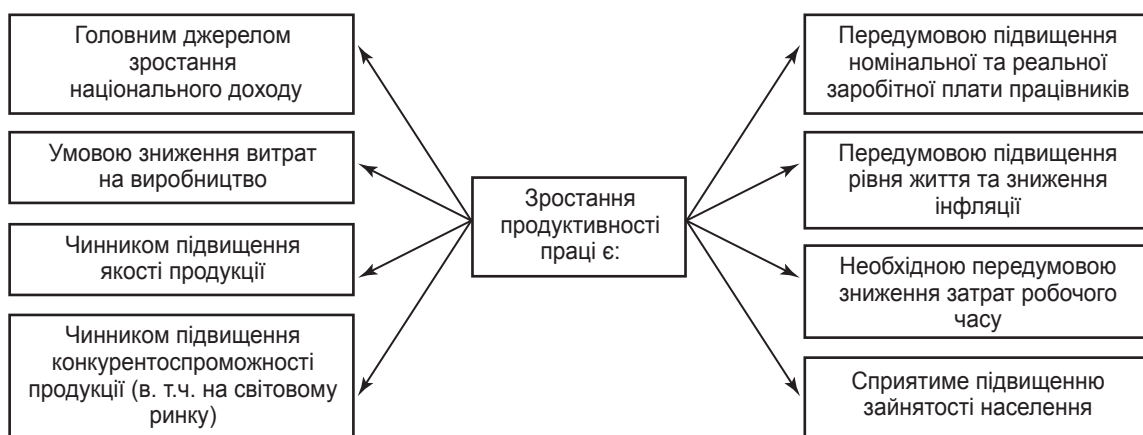 Головним джерелом
зростання
національного доходу
Умовою зниження витрат
на виробництво
Чинником підвищення
якості продукції
Чинником підвищення
конкурентоспроможності
продукції (в. т.ч. на світовому
ринку)
Зростання
продуктивності
праці є:
Передумовою підвищення
номінальної та реальної
заробітної плати працівників
Передумовою підвищення
рівня життя та зниження
інфляції
Необхідною передумовою
зниження затрат робочого
часу
Сприятиме підвищенню
зайнятості населення